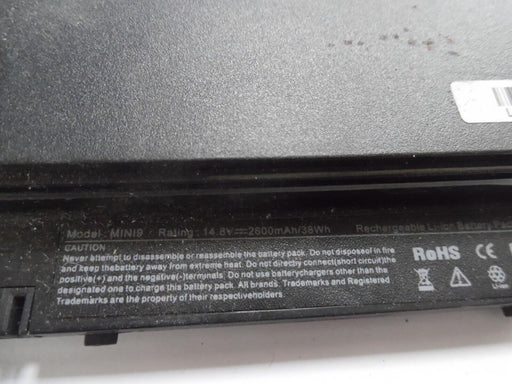 Model: MINI9 Rating: 14.8V⎓2600mAh/38Wh Rechargeable Li-ion Battery Pack
CAUTION
Never attempt to disassemble or reassemble the battery pack. Do not dispossed of in fire
and keep thebattary away from extreme heat. Do not directly connect(short circuit)the
positive(+) and the negative(-)terminals. Do not use batterychargers other than the
designated one to charge this battery pack. All brands. Trademarks and Registered
Trademarks are the property of their respectiveholders.
RoHS CE
Li-ion